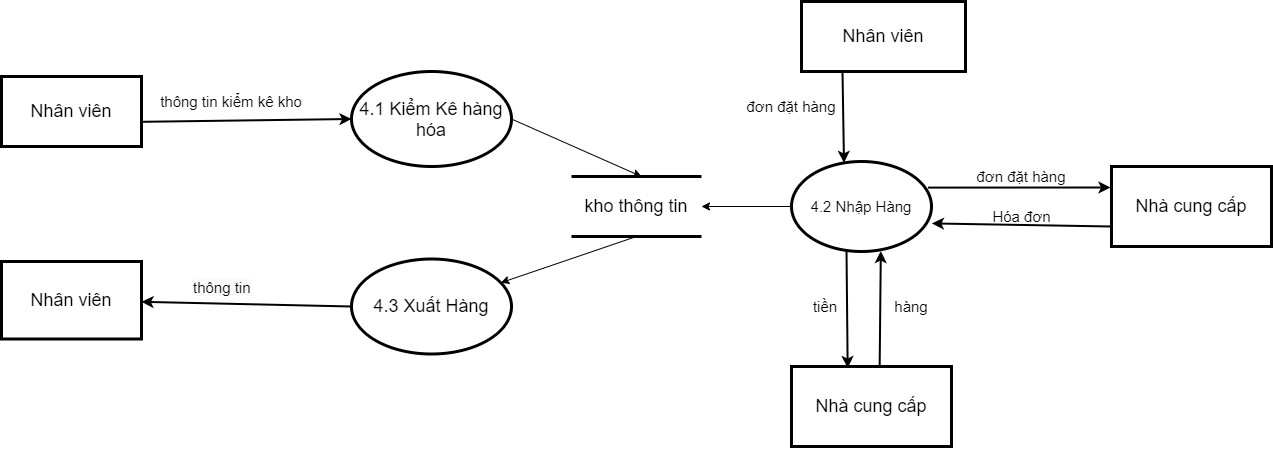 Nhân viên
thông tin kiểm kê kho
4.1 Kiểm Kê hàng
hóa
Nhân viên
đơn đặt hàng
kho thông tin
4.2 Nhập Hàng
đơn đặt hàng
Hóa đơn
Nhà cung cấp
Nhân viên
thông tin
4.3 Xuất Hàng
tiền
hàng
Nhà cung cấp